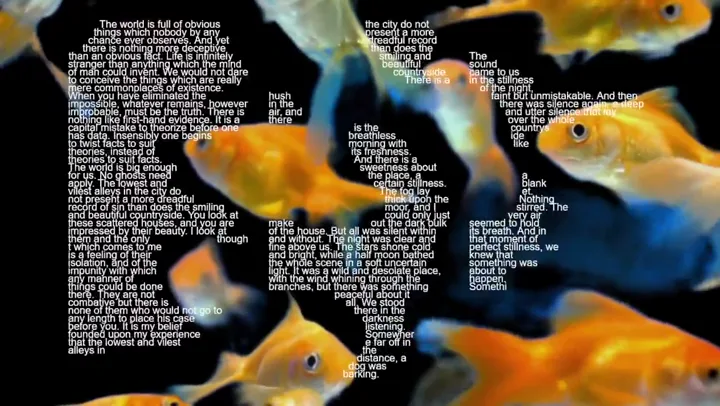 The world is full of obvious
things which nobody by any
chance ever observes. And yet
there is nothing more deceptive
than an obvious fact. Life is infinitely
stranger than anything which the mind
of man could invent. We would not dare
to conceive the things which are really
mere commonplaces of existence.
When you have eliminated the
impossible, whatever remains, however
improbable, must be the truth. There is
nothing like first-hand evidence. It is a
capital mistake to theorize before one
has data. Insensibly one begins
to twist facts to suit
theories, instead of
theories to suit facts.
The world is big enough
for us. No ghosts need
apply. The lowest and
vilest alleys in the city do
not present a more dreadful
record of sin than does the smiling
and beautiful countryside. You look at
these scattered houses, and you are
impressed by their beauty. I look at
them and the only though
t which comes to me
is a feeling of their
isolation, and of the
impunity with which
any manner of
things could be done
there. They are not
combative but there is
none of them who would not go to
any length to place his case
before you. It is my belief
founded upon my experience
that the lowest and vilest
alleys in
the city do not
present a more
dreadful record
than does the
smiling and
beautiful
countryside
There is a
hush
in the
air, and
there
is the
breathless
morning with
its freshness.
And there is a
sweetness about
the place, a
certain stillness.
The fog lay
thick upon the
moor, and I
could only just
make out the dark bulk
of the house. But all was silent within
and without. The night was clear and
fine above us. The stars shone cold
and bright, while a half moon bathed
the whole scene in a soft uncertain
light. It was a wild and desolate place,
with the wind whining through the
branches, but there was something
peaceful about it
all. We stood
there in the
darkness
listening.
Somewher
e far off in
the
distance, a
dog was
barking.
The
sound
came to us
in the stillness
of the night,
faint but unmistakable. And then
there was silence again, a deep
and utter silence that lay
over the whole
countrys
ide
like
a
blank
et.
Nothing
stirred. The
very air
seemed to hold
its breath. And in
that moment of
perfect stillness, we
knew that
something was
about to
happen.
Somethi